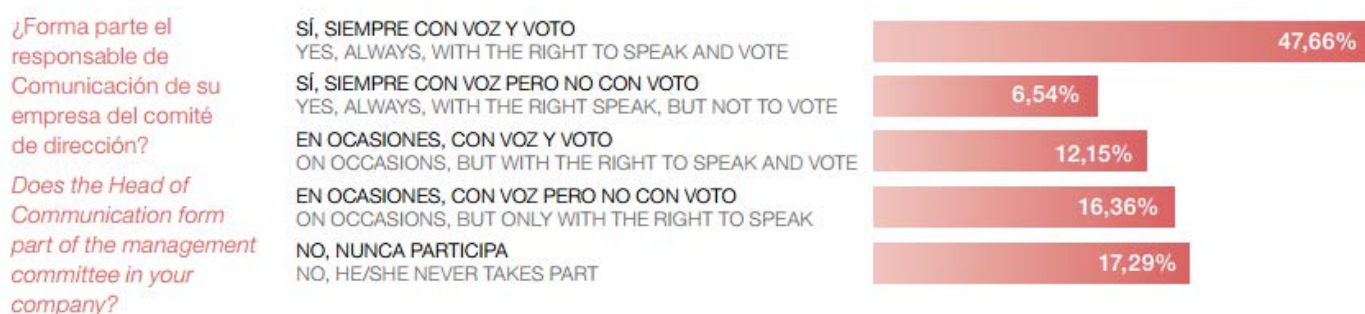 ¿Forma parte el
responsable de
Comunicación de su
empresa del comité
de dirección?
Does the Head of
Communication form
part of the management
committee in your
company?
SÍ, SIEMPRE CON VOZ Y VOTO
YES, ALWAYS, WITH THE RIGHT TO SPEAK AND VOTE
47,66%
SÍ, SIEMPRE CON VOZ PERO NO CON VOTO
YES, ALWAYS, WITH THE RIGHT SPEAK, BUT NOT TO VOTE
6,54%
EN OCASIONES, CON VOZ Y VOTO
ON OCCASIONS, BUT WITH THE RIGHT TO SPEAK AND VOTE
12,15%
EN OCASIONES, CON VOZ PERO NO CON VOTO
ON OCCASIONS, BUT ONLY WITH THE RIGHT TO SPEAK
16,36%
NO, NUNCA PARTICIPA
NO, HE/SHE NEVER TAKES PART
17,29%